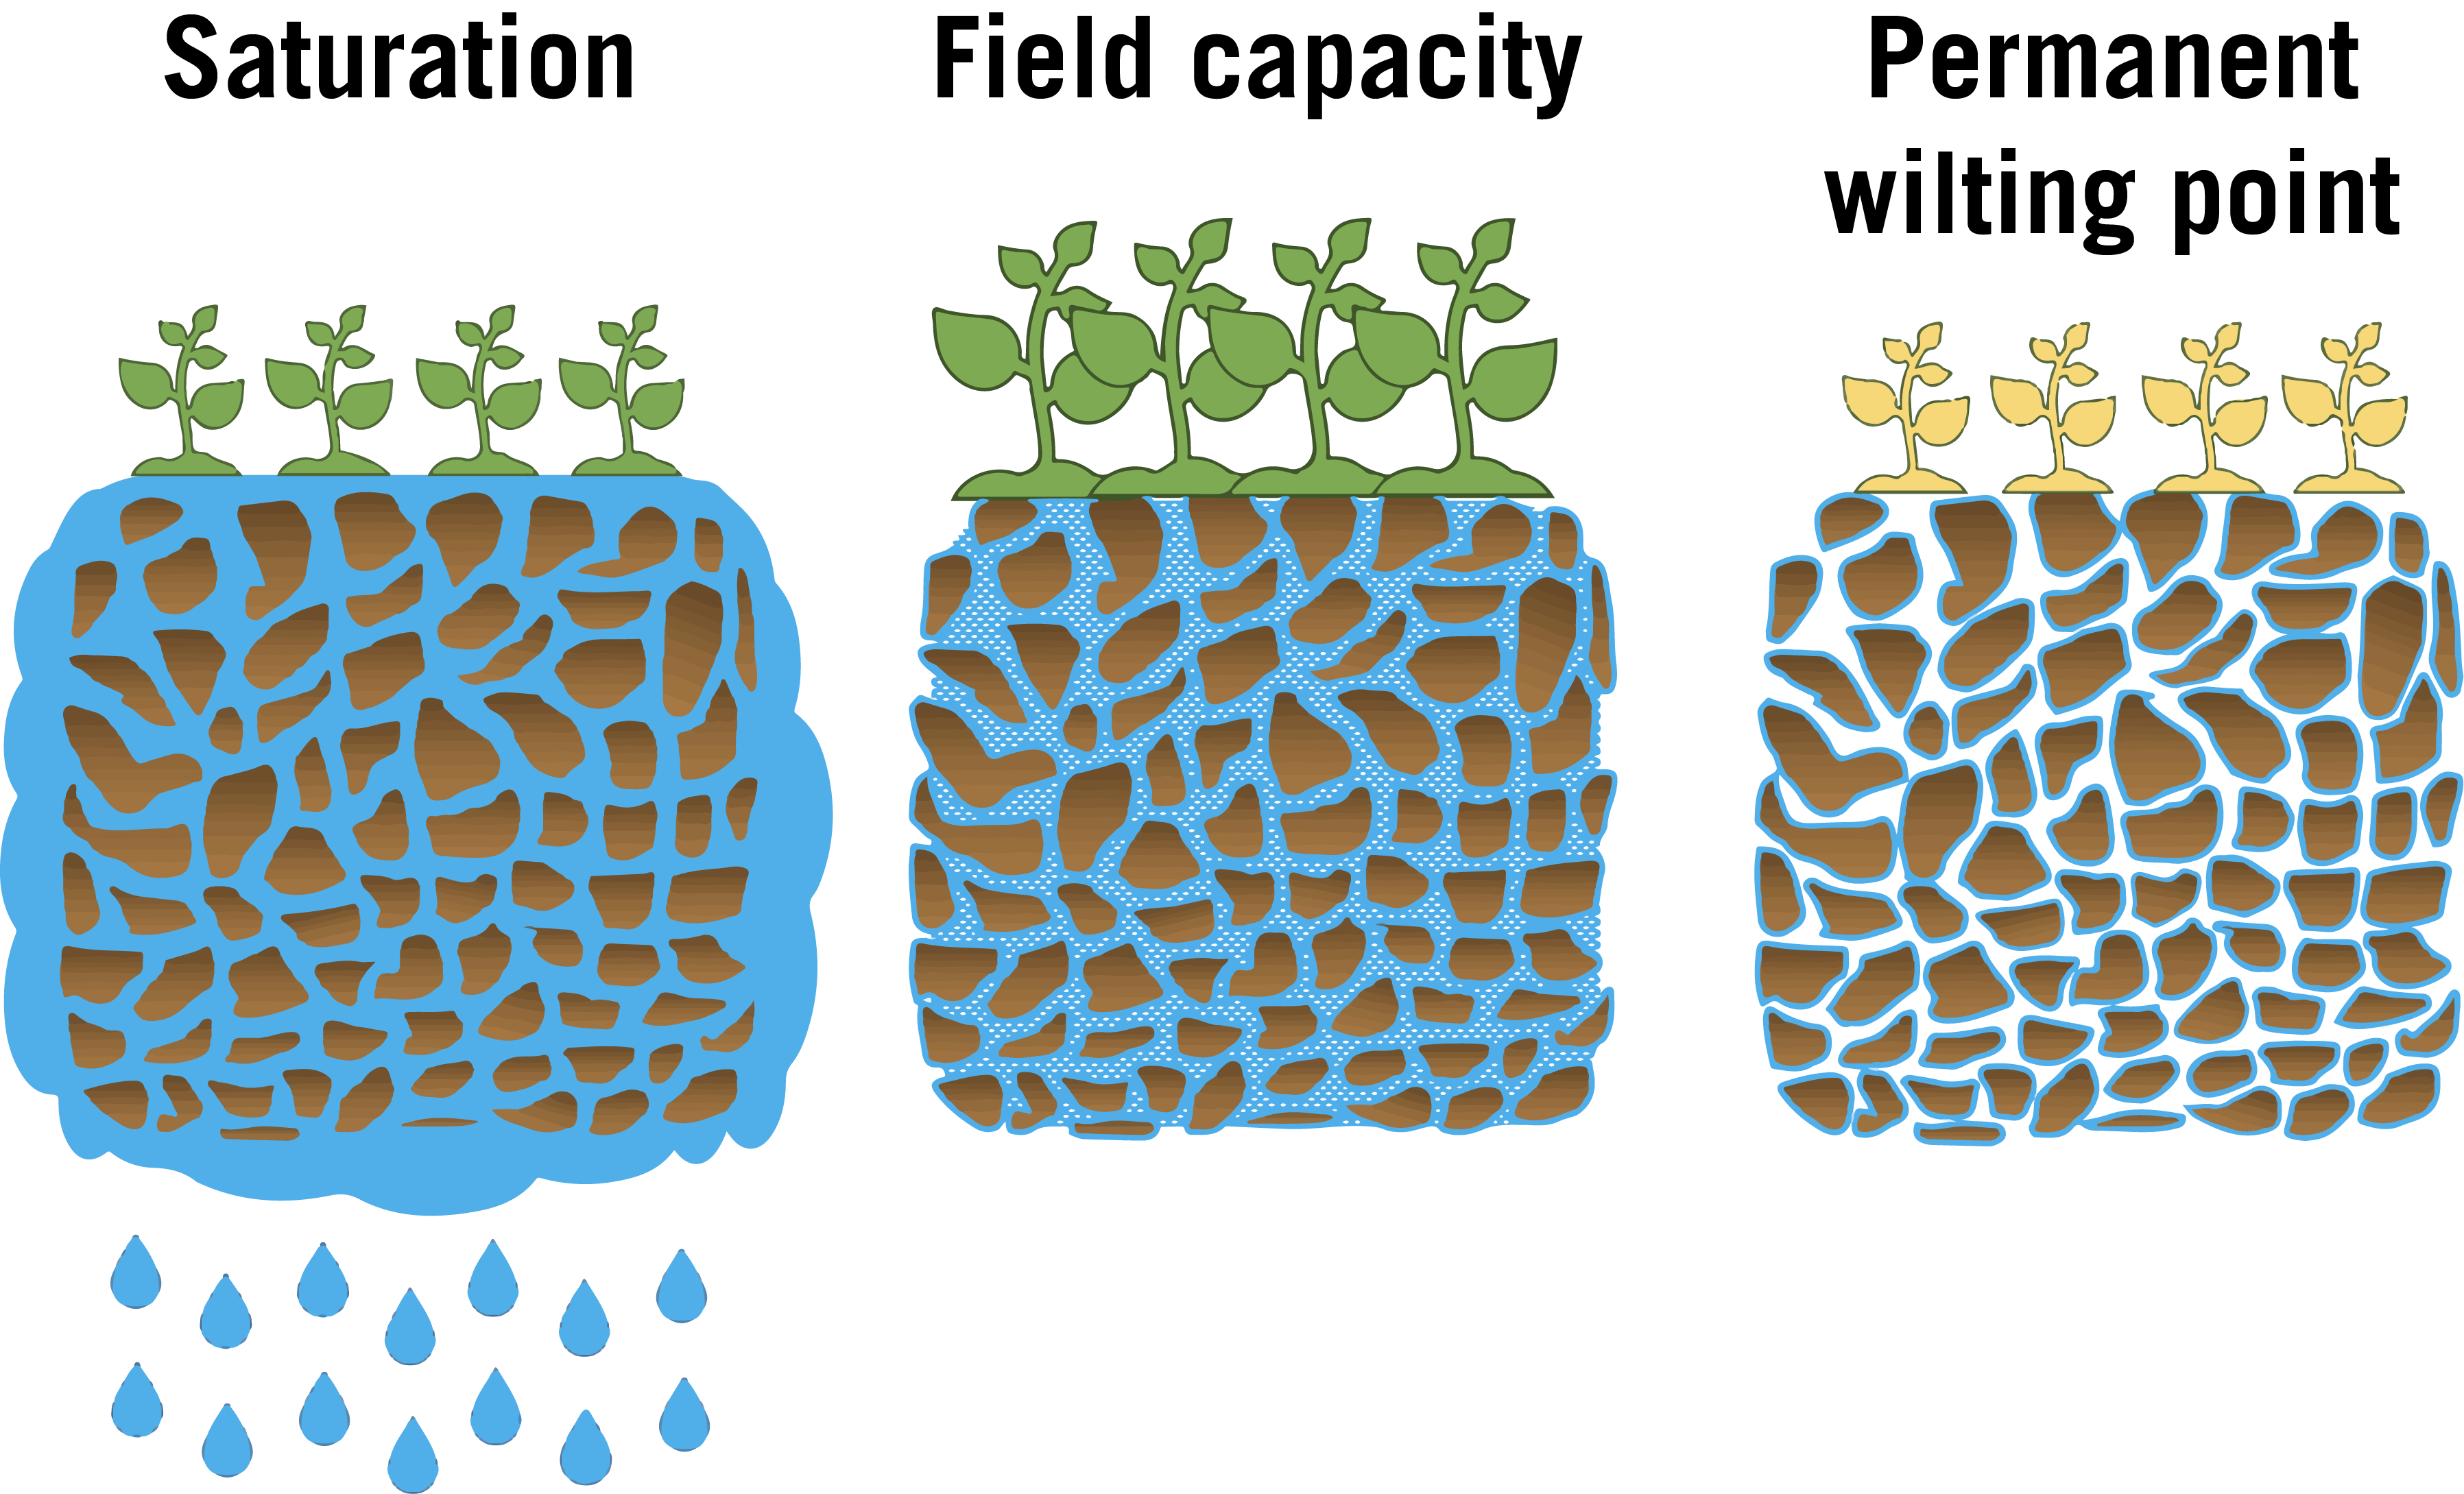 Saturation
Field capacity
Permanent
wilting point